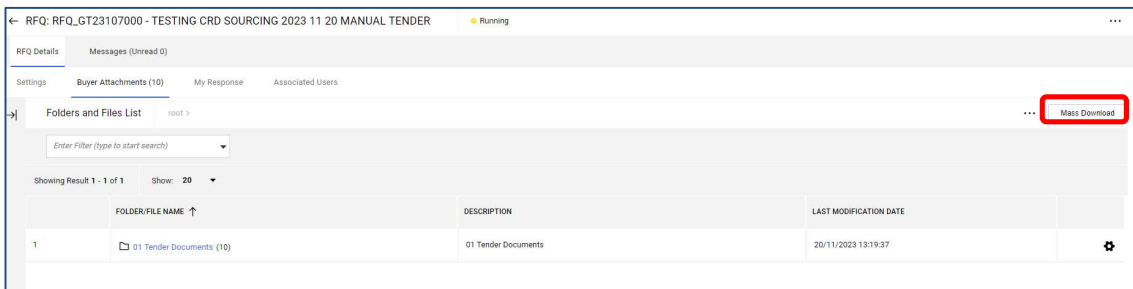 ← RFQ: RFQ_GT23107000 - TESTING CRD SOURCING 2023 11 20 MANUAL TENDER Running ...
RFQ Details Messages (Unread 0)
Settings Buyer Attachments (10) My Response Associated Users
Folders and Files List root > ... Mass Download
Enter Filter (type to start search)
Showing Result 1 - 1 of 1 Show: 20
FOLDER/FILE NAME ↑ DESCRIPTION LAST MODIFICATION DATE
1 01 Tender Documents (10) 01 Tender Documents 20/11/2023 13:19:37